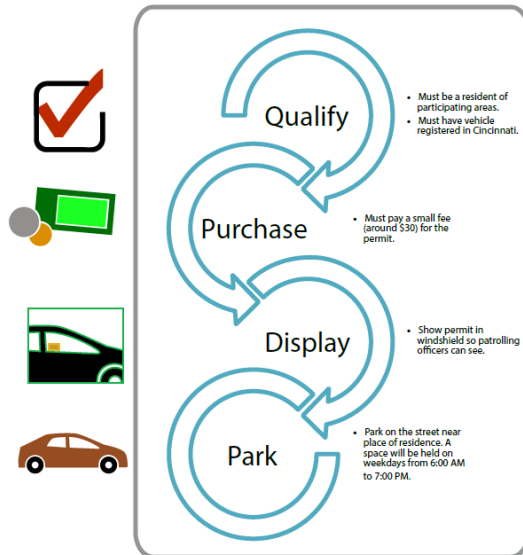 Qualify
• Must be a resident of
participating areas.
• Must have vehicle
registered in Cincinnati.
Purchase
• Must pay a small fee
(around $30) for the
permit.
Display
• Show permit in
windshield so patrolling
officers can see.
Park
• Park on the street near
place of residence. A
space will be held on
weekdays from 6:00 AM
to 7:00 PM.